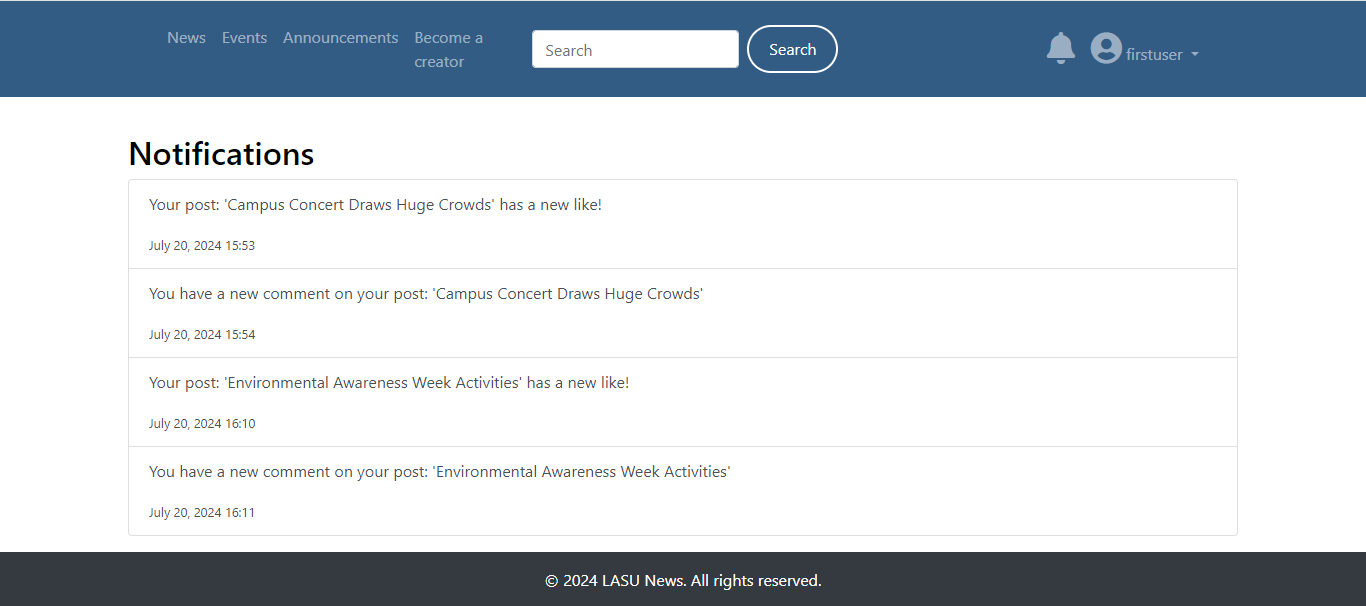 News Events Announcements Become a
creator
Search
Search
firstuser
Notifications
Your post: 'Campus Concert Draws Huge Crowds' has a new like!
July 20, 2024 15:53
You have a new comment on your post: 'Campus Concert Draws Huge Crowds'
July 20, 2024 15:54
Your post: 'Environmental Awareness Week Activities' has a new like!
July 20, 2024 16:10
You have a new comment on your post: 'Environmental Awareness Week Activities'
July 20, 2024 16:11
© 2024 LASU News. All rights reserved.